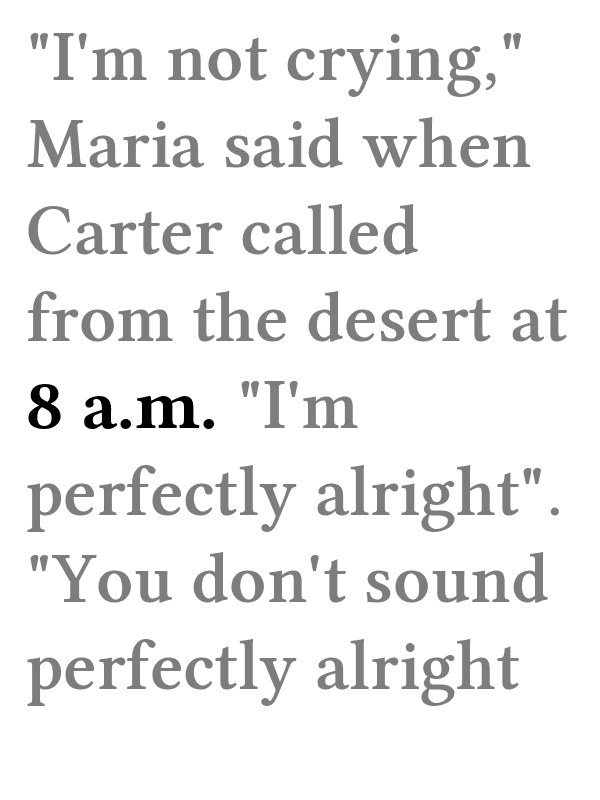 "I'm not crying,"
Maria said when
Carter called
from the desert at
8 a.m. "I'm
perfectly alright".
"You don't sound
perfectly alright